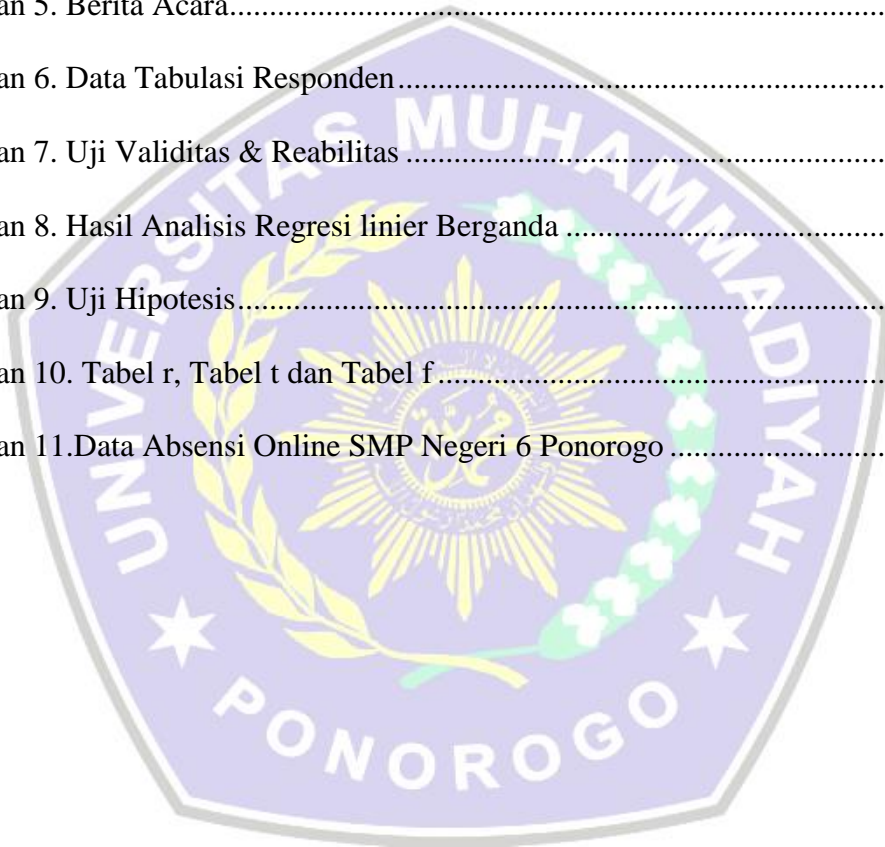 an 5. Berita Acara....................................................................................
an 6. Data Tabulasi Responden..............................................................
an 7. Uji Validitas & Reabilitas ..............................................................
an 8. Hasil Analisis Regresi linier Berganda ........................................
an 9. Uji Hipotesis...................................................................................
an 10. Tabel r, Tabel t dan Tabel f..........................................................
an 11.Data Absensi Online SMP Negeri 6 Ponorogo ...........................
UNIVERSITAS MUHAMMADIYAH
PONOROGO